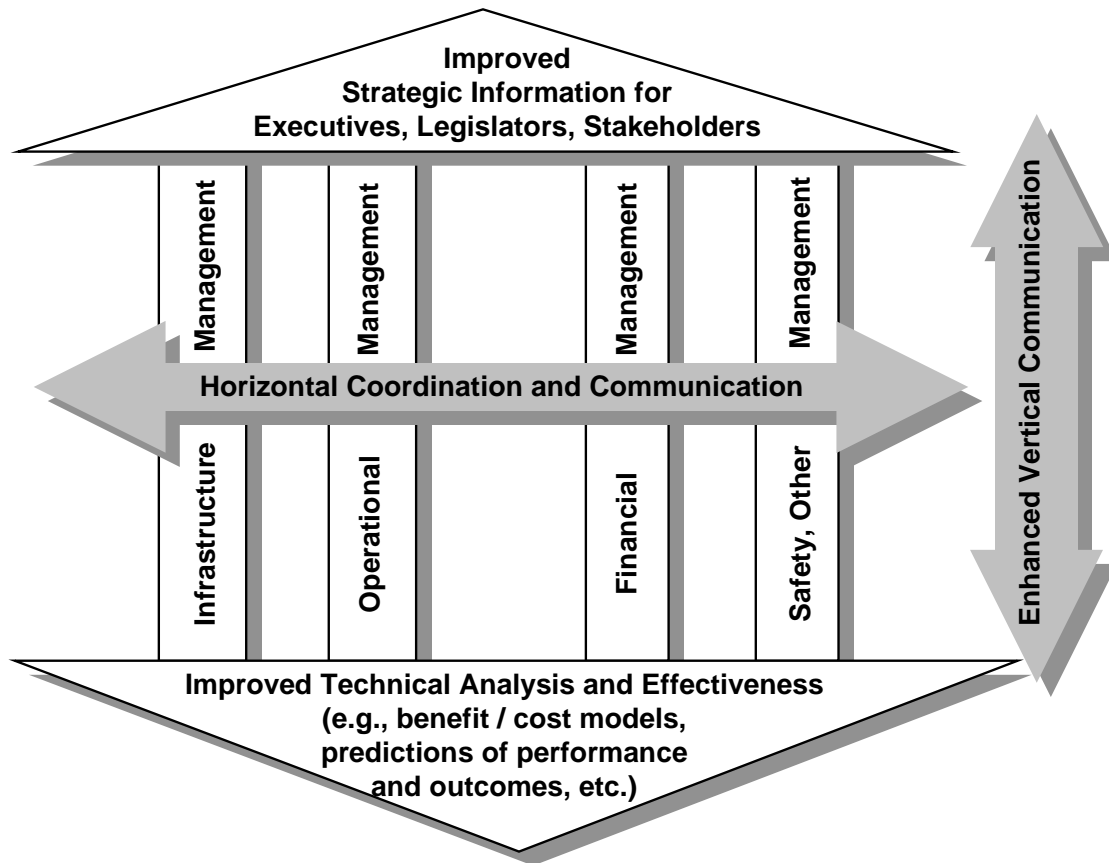 Improved
Strategic Information for
Executives, Legislators, Stakeholders
Infrastructure Management
Operational Management
Financial Management
Safety, Other Management
Horizontal Coordination and Communication
Enhanced Vertical Communication
Improved Technical Analysis and Effectiveness
(e.g., benefit / cost models,
predictions of performance
and outcomes, etc.)